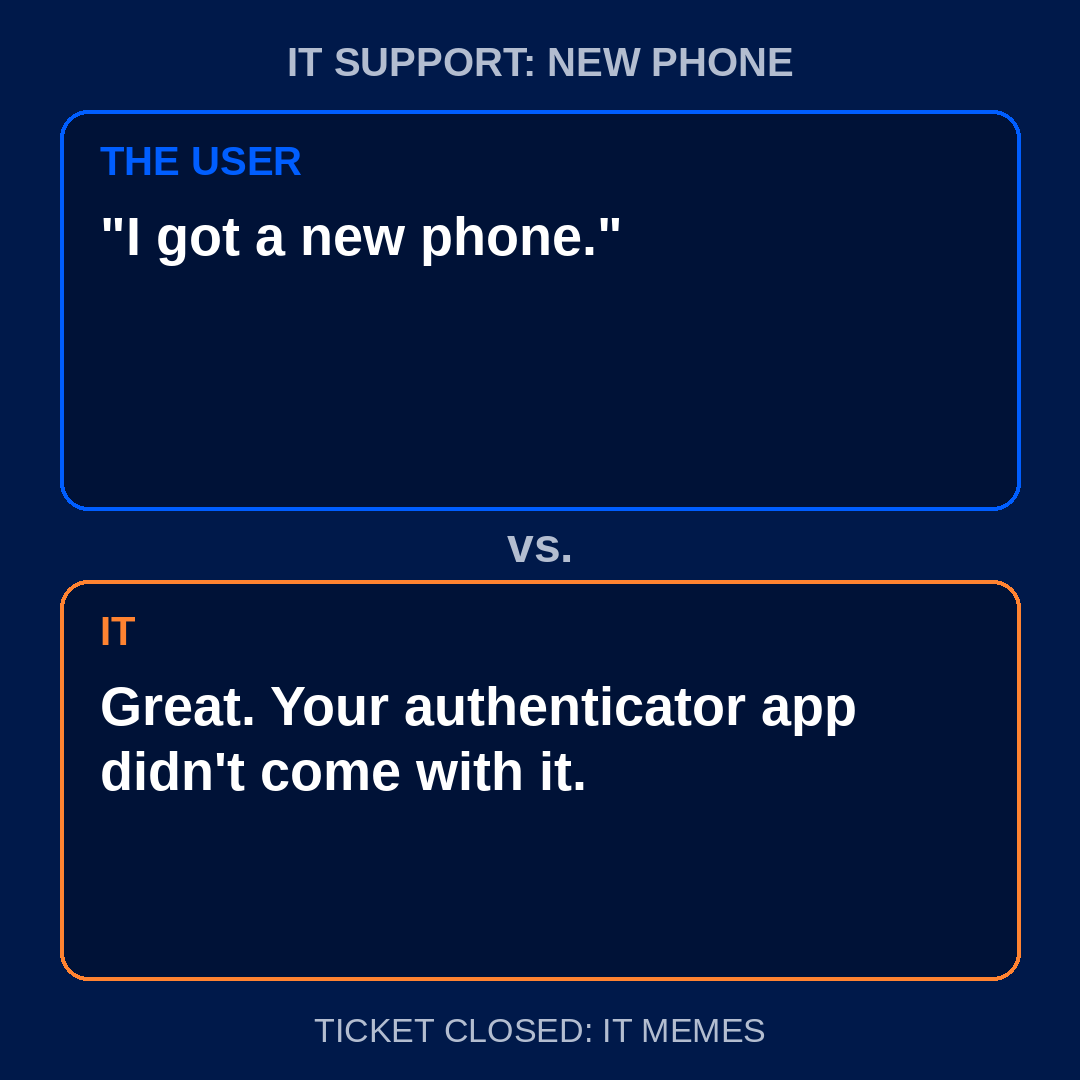 IT SUPPORT: NEW PHONE
THE USER
"I got a new phone."
vs.
IT
Great. Your authenticator app
didn't come with it.
TICKET CLOSED: IT MEMES